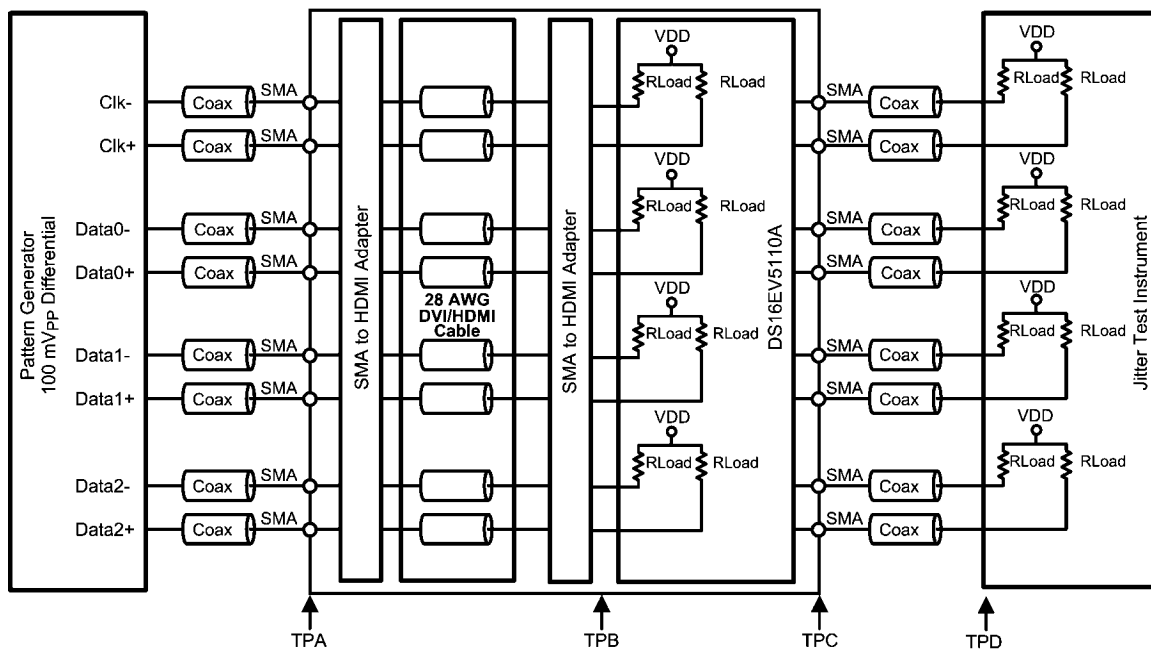 Pattern Generator
100 mVPP Differential
Clk-
Coax
SMA
Clk+
Coax
SMA
Data0-
Coax
SMA
Data0+
Coax
SMA
Data1-
Coax
SMA
Data1+
Coax
SMA
Data2-
Coax
SMA
Data2+
Coax
SMA
SMA to HDMI Adapter
28 AWG
DVI/HDMI
Cable
SMA to HDMI Adapter
VDD
RLoad
RLoad
VDD
RLoad
RLoad
VDD
RLoad
RLoad
VDD
RLoad
RLoad
DS16EV5110A
SMA
Coax
SMA
Coax
SMA
Coax
SMA
Coax
SMA
Coax
SMA
Coax
SMA
Coax
SMA
Coax
VDD
RLoad
RLoad
VDD
RLoad
RLoad
VDD
RLoad
RLoad
VDD
RLoad
RLoad
Jitter Test Instrument
TPA
TPB
TPC
TPD